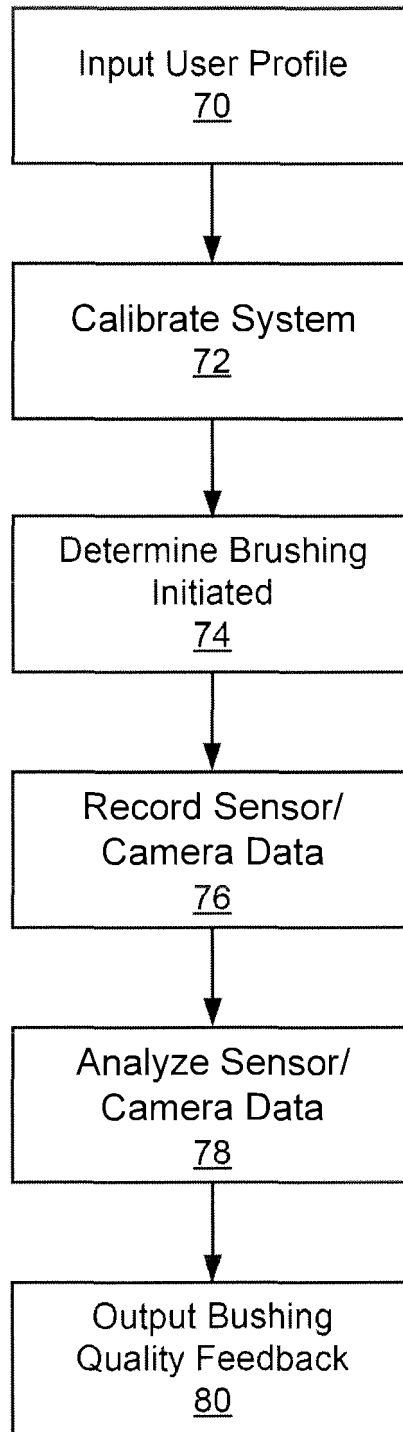 Input User Profile
70
Calibrate System
72
Determine Brushing
Initiated
74
Record Sensor/
Camera Data
76
Analyze Sensor/
Camera Data
78
Output Bushing
Quality Feedback
80